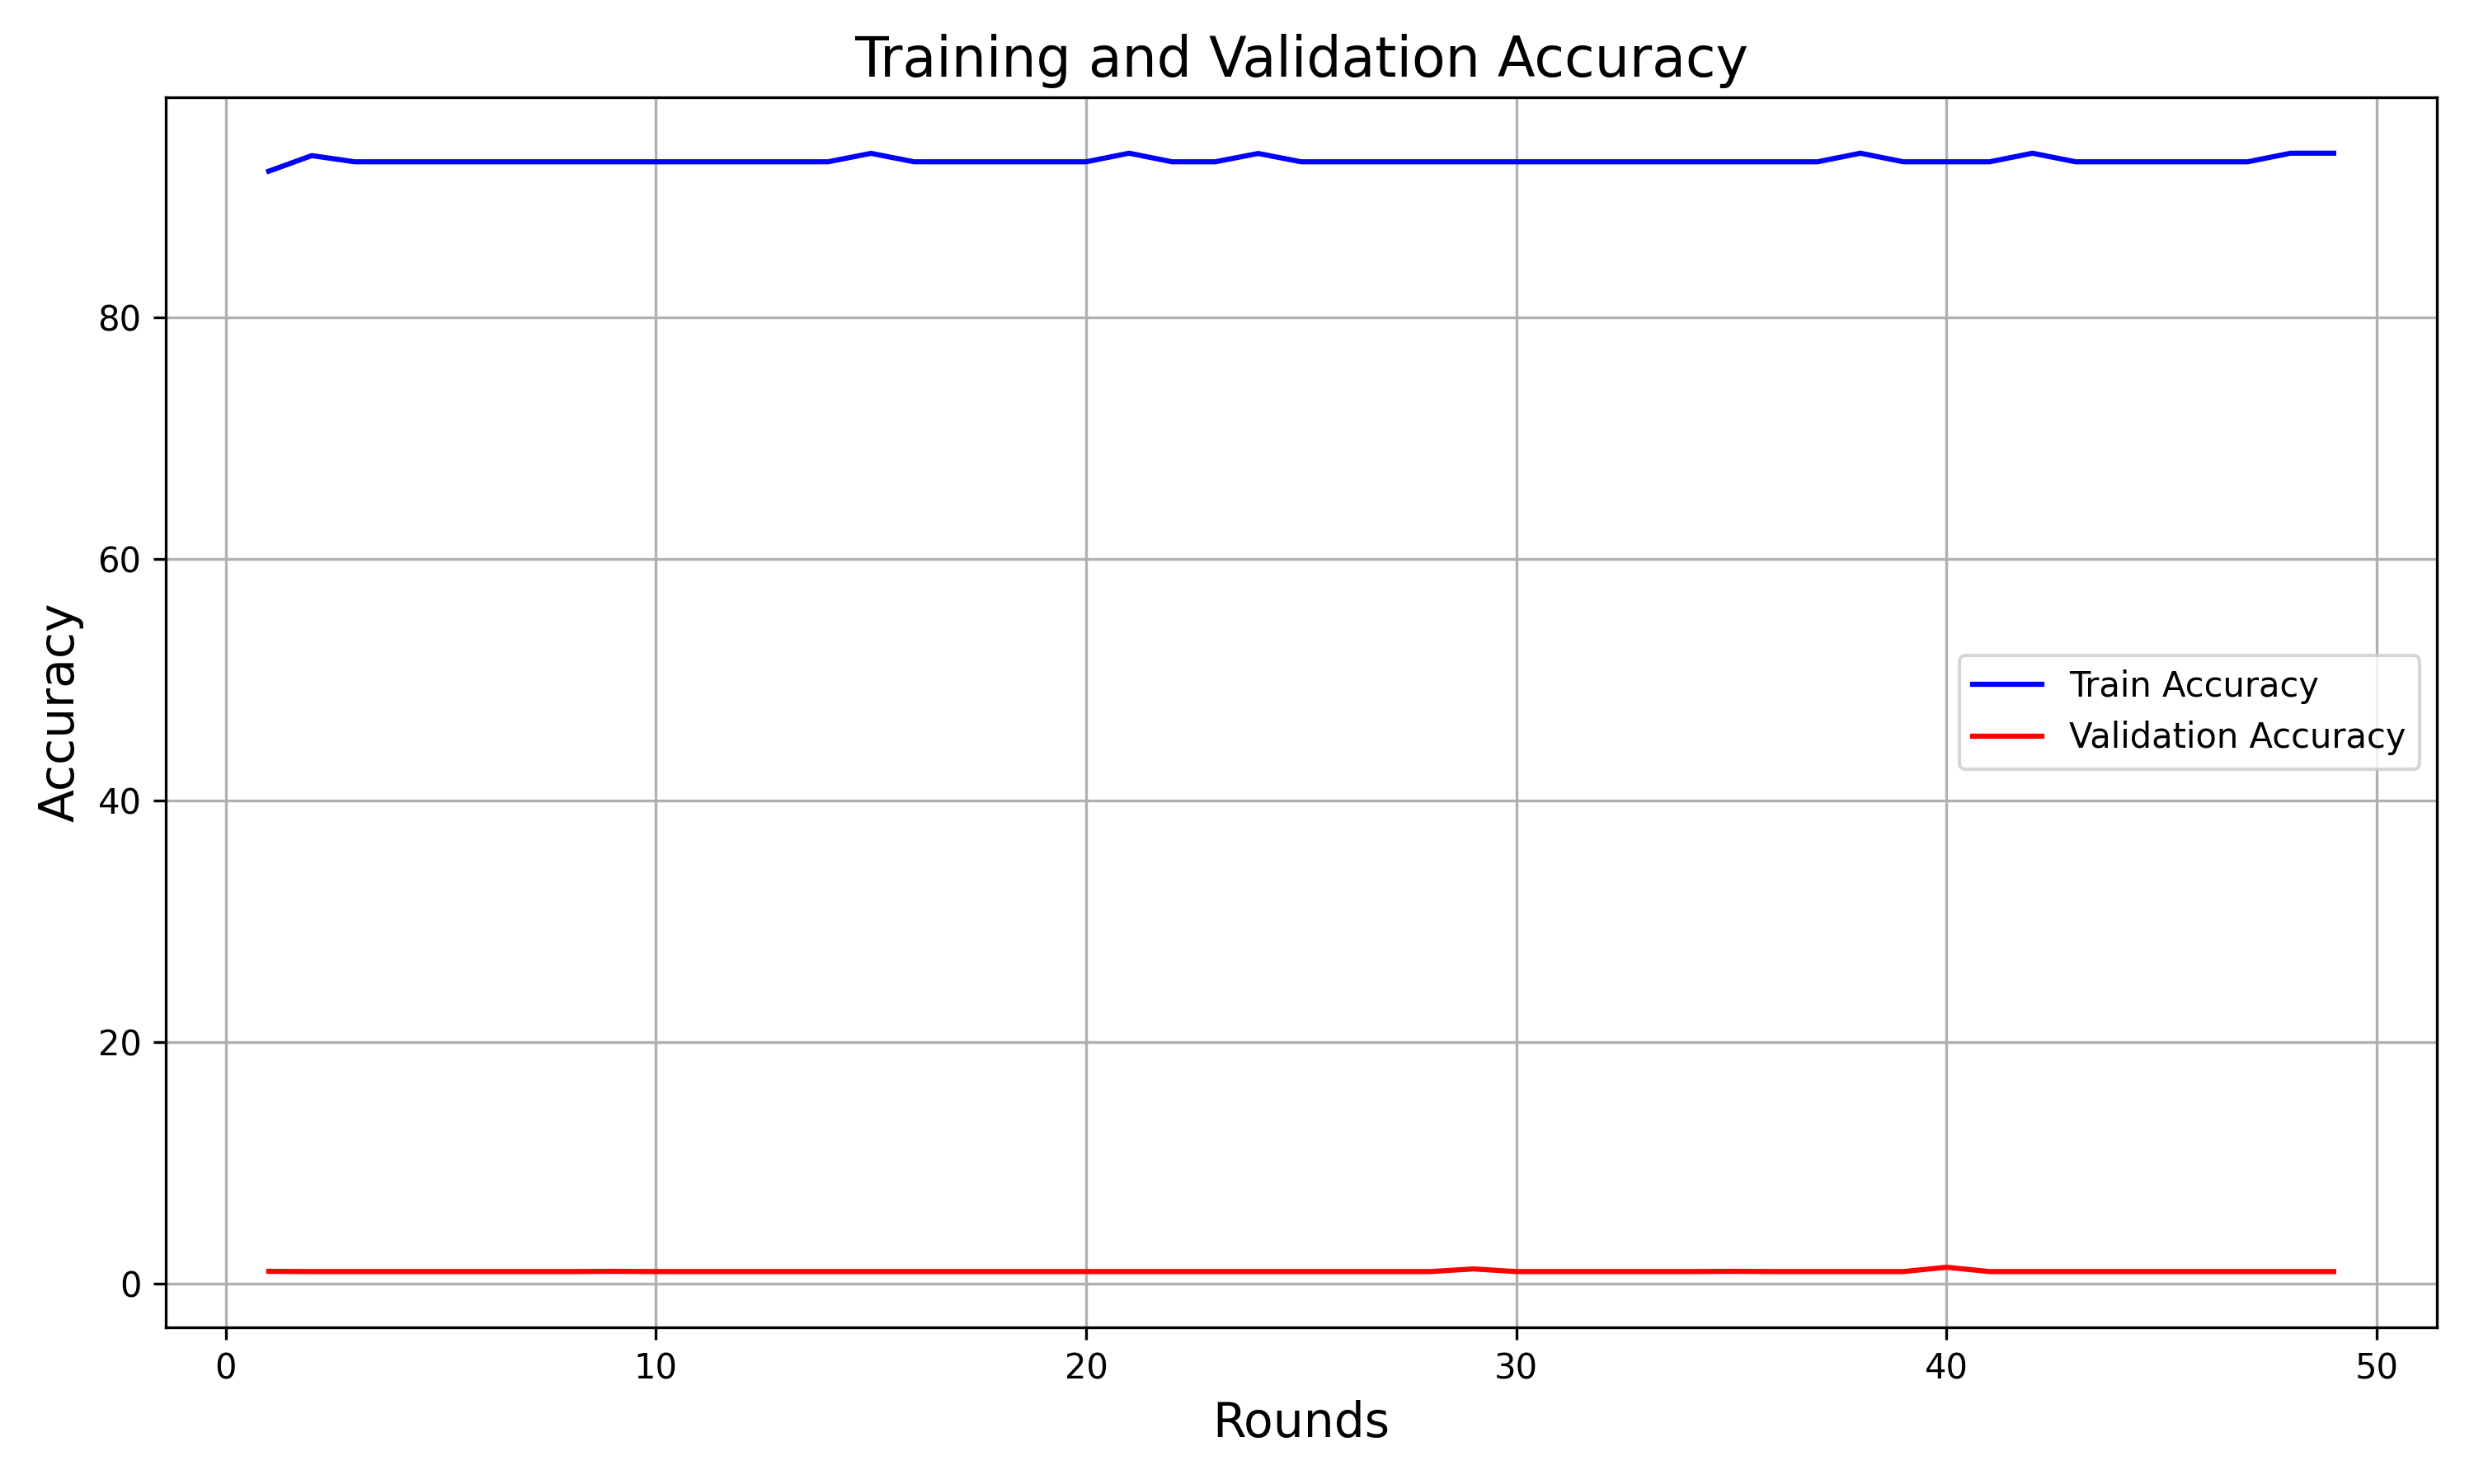 Training and Validation Accuracy
Accuracy
80
60
40
20
0
Train Accuracy
Validation Accuracy
0 10 20 30 40 50
Rounds